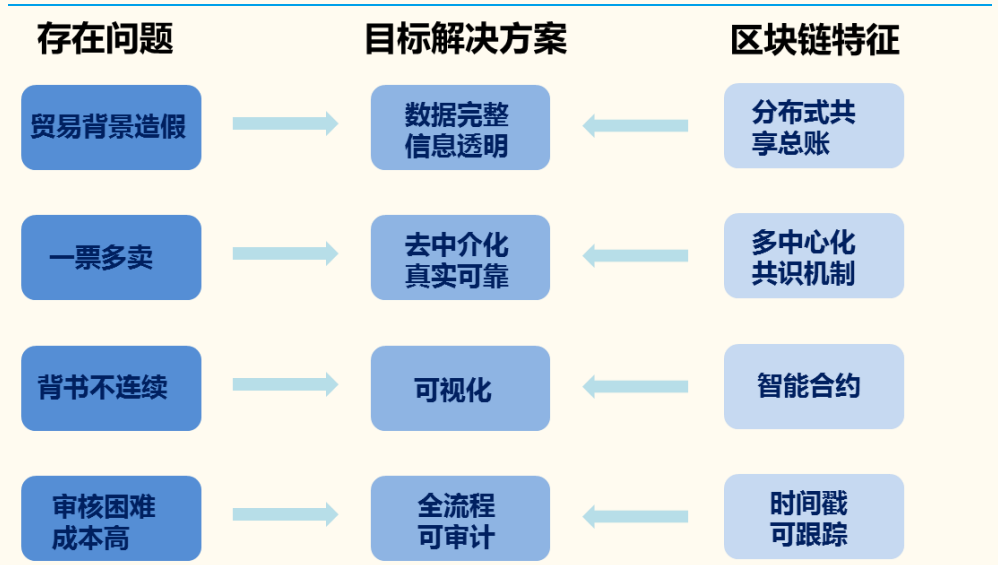 存在问题
目标解决方案
区块链特征
贸易背景造假
数据完整
信息透明
分布式共
享总账
一票多卖
去中介化
真实可靠
多中心化
共识机制
背书不连续
可视化
智能合约
审核困难
成本高
全流程
可审计
时间戳
可跟踪